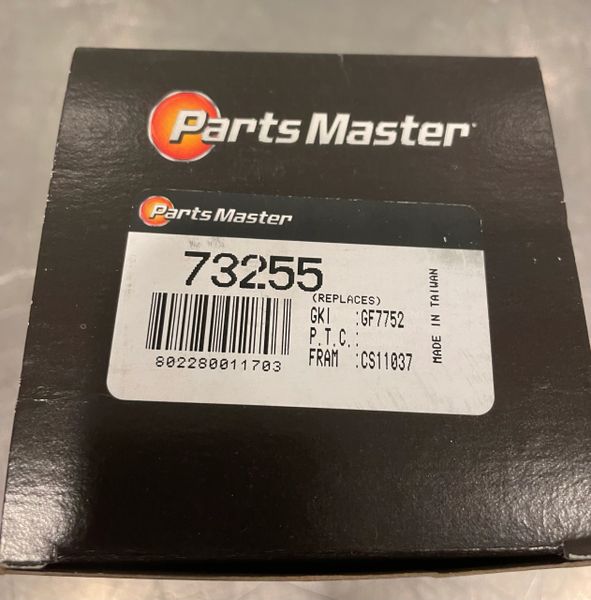 Parts Master
Parts Master
73255
(REPLACES)
GKI :GF7752
P.T.C.:
FRAM :CS11037
802280011703
MADE IN TAIWAN